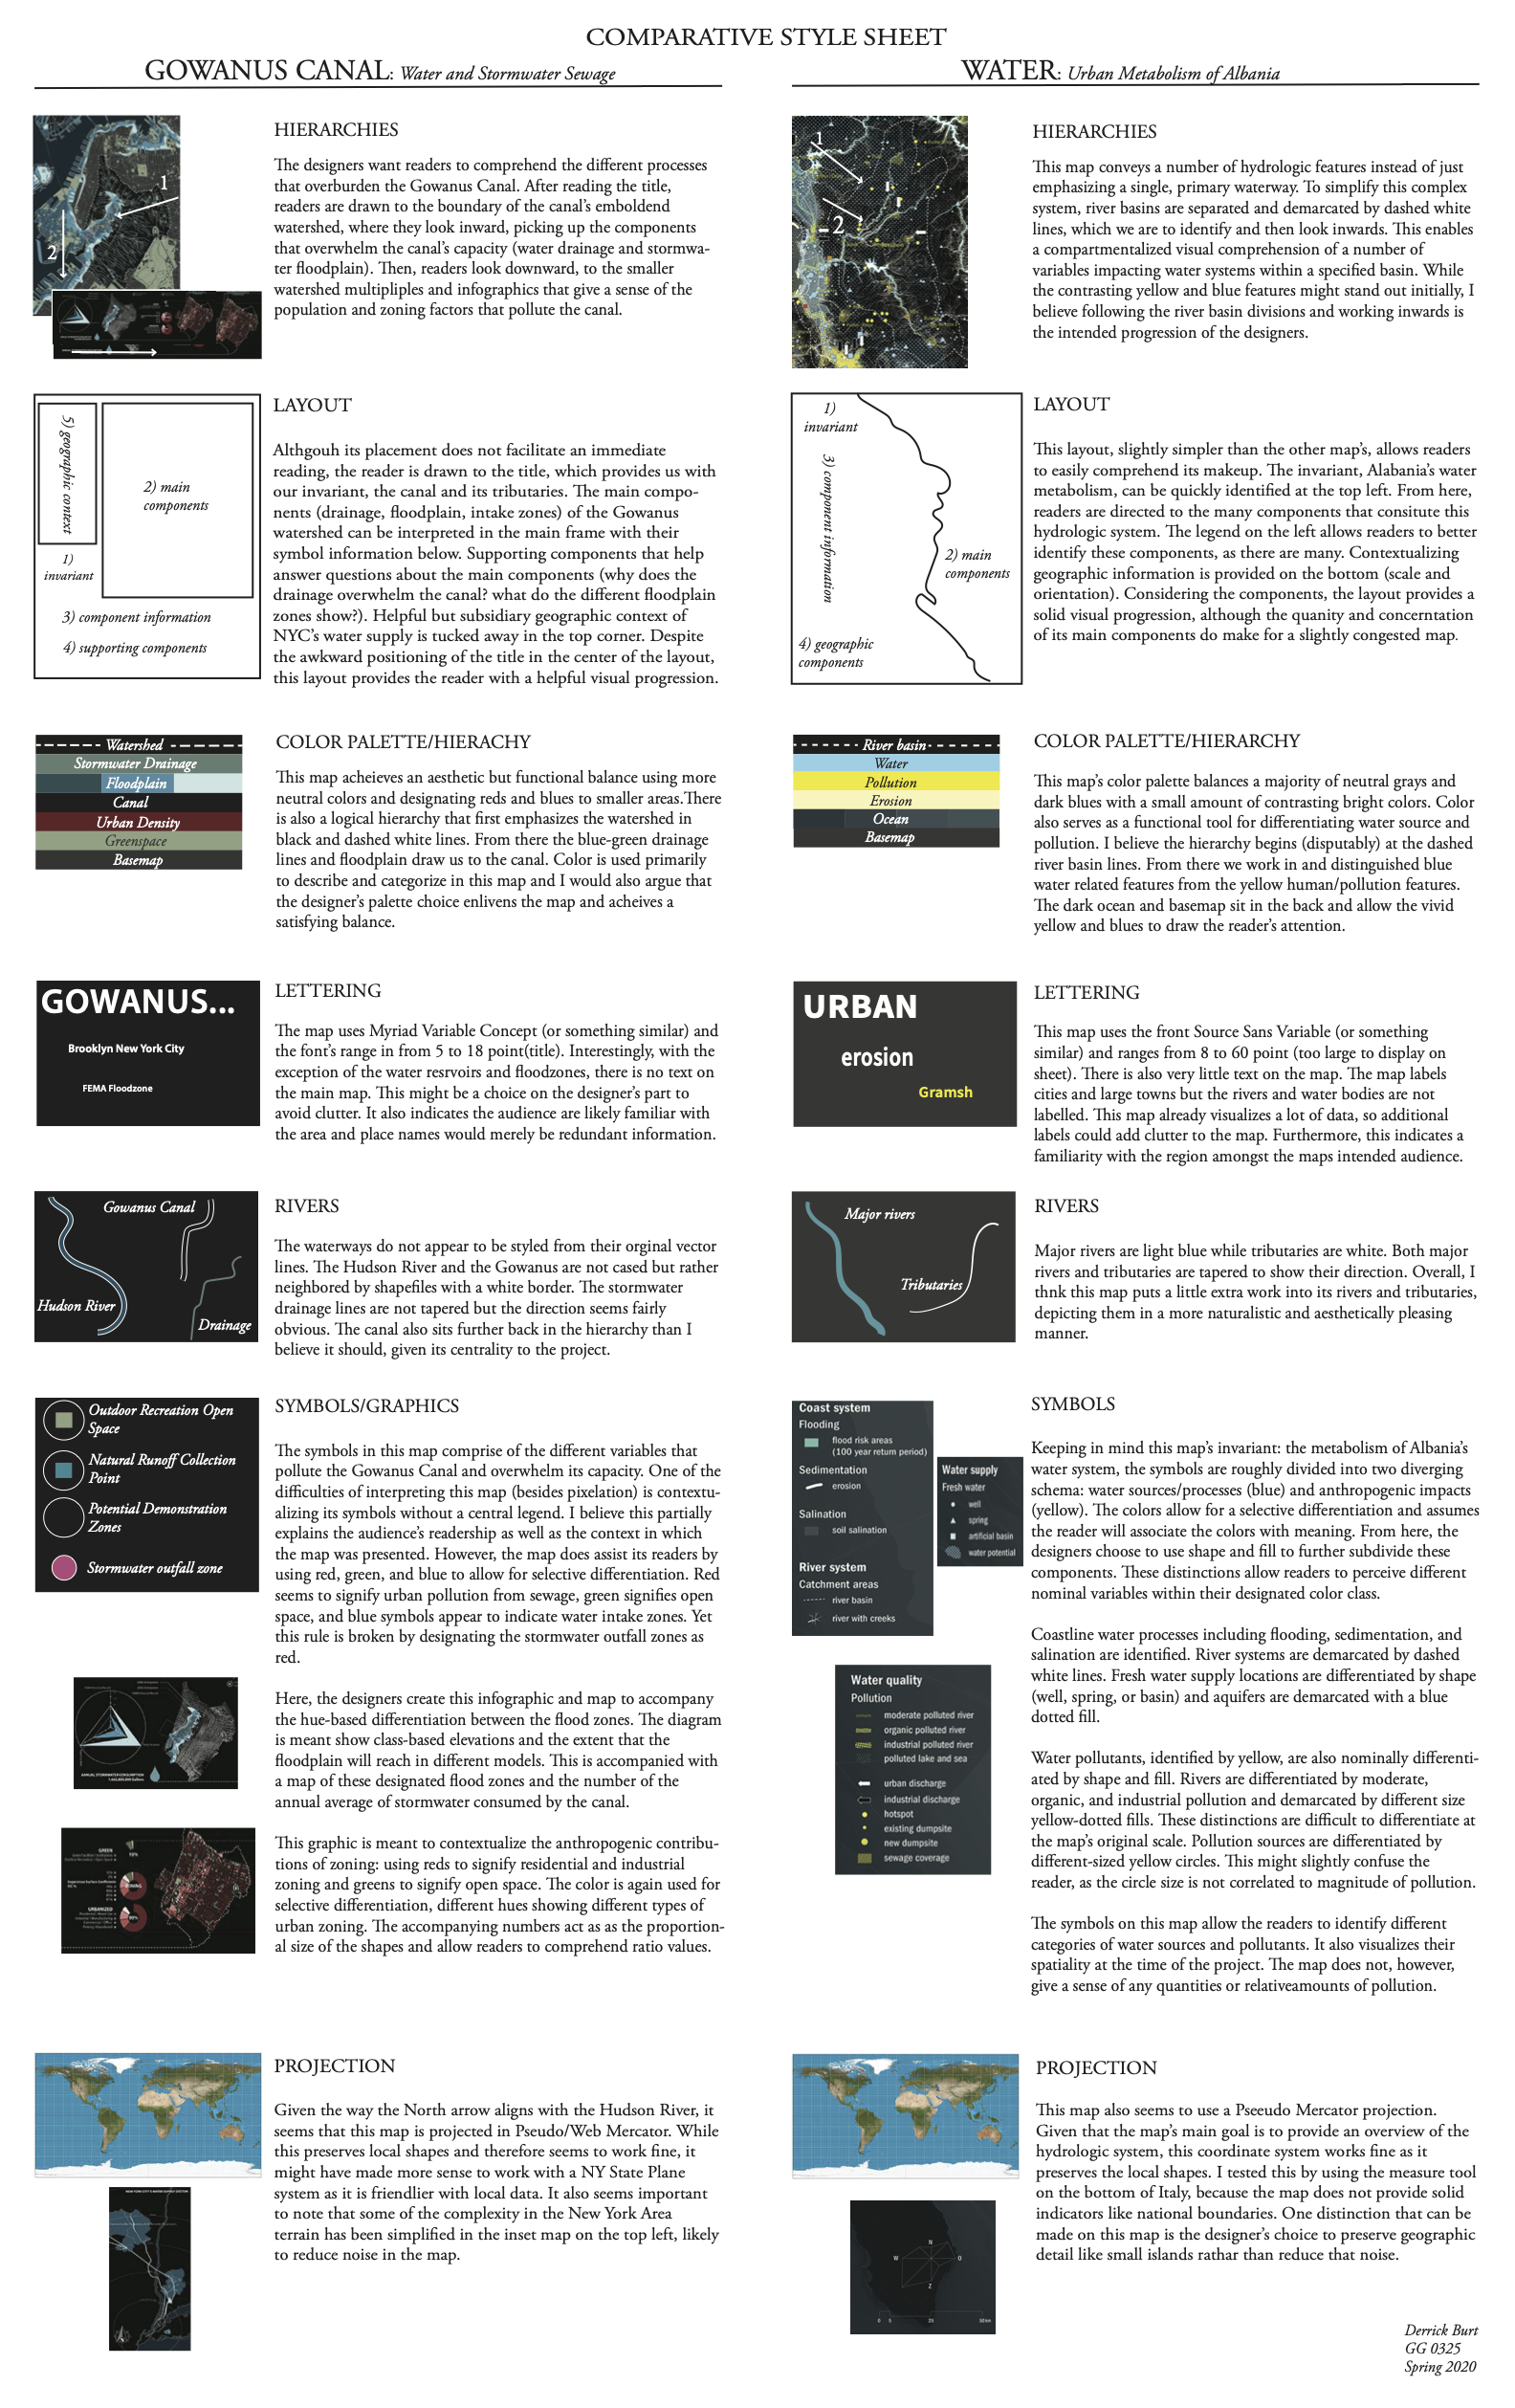 COMPARATIVE STYLE SHEET
GOWANUS CANAL: Water and Stormwater Sewage
1
2
HIERARCHIES
The designers want readers to comprehend the different processes
that overburden the Gowanus Canal. After reading the title,
readers are drawn to the boundary of the canal's emboldend
watershed, where they look inward, picking up the components
that overwhelm the canal's capacity (water drainage and stormwa-
ter floodplain). Then, readers look downward, to the smaller
watershed multipliples and infographics that give a sense of the
population and zoning factors that pollute the canal.
5) geographic context
2) main
components
1)
invariant
3) component information
4) supporting components
LAYOUT
Althgouh its placement does not facilitate an immediate
reading, the reader is drawn to the title, which provides us with
our invariant, the canal and its tributaries. The main compo-
nents (drainage, floodplain, intake zones) of the Gowanus
watershed can be interpreted in the main frame with their
symbol information below. Supporting components that help
answer questions about the main components (why does the
drainage overwhelm the canal? what do the different floodplain
zones show?). Helpful but subsidiary geographic context of
NYC's water supply is tucked away in the top corner. Despite
the awkward positioning of the title in the center of the layout,
this layout provides the reader with a helpful visual progression.
Watershed
Stormwater Drainage
Floodplain
Canal
Urban Density
Greenspace
Basemap
COLOR PALETTE/HIERACHY
This map acheieves an aesthetic but functional balance using more
neutral colors and designating reds and blues to smaller areas.There
is also a logical hierarchy that first emphasizes the watershed in
black and dashed white lines. From there the blue-green drainage
lines and floodplain draw us to the canal. Color is used primarily
to describe and categorize in this map and I would also argue that
the designer's palette choice enlivens the map and acheives a
satisfying balance.
GOWANUS...
Brooklyn New York City
FEMA Floodzone
LETTERING
The map uses Myriad Variable Concept (or something similar) and
the font's range in from 5 to 18 point(title). Interestingly, with the
exception of the water resrvoirs and floodzones, there is no text on
the main map. This might be a choice on the designer's part to
avoid clutter. It also indicates the audience are likely familiar with
the area and place names would merely be redundant information.
Gowanus Canal
Hudson River
Drainage
RIVERS
The waterways do not appear to be styled from their orginal vector
lines. The Hudson River and the Gowanus are not cased but rather
neighbored by shapefiles with a white border. The stormwater
drainage lines are not tapered but the direction seems fairly
obvious. The canal also sits further back in the hierarchy than I
believe it should, given its centrality to the project.
Outdoor Recreation Open
Space
Natural Runoff Collection
Point
Potential Demonstration
Zones
Stormwater outfall zone
SYMBOLS/GRAPHICS
The symbols in this map comprise of the different variables that
pollute the Gowanus Canal and overwhelm its capacity. One of the
difficulties of interpreting this map (besides pixelation) is contextu-
alizing its symbols without a central legend. I believe this partially
explains the audience's readership as well as the context in which
the map was presented. However, the map does assist its readers by
using red, green, and blue to allow for selective differentiation. Red
seems to signify urban pollution from sewage, green signifies open
space, and blue symbols appear to indicate water intake zones. Yet
this rule is broken by designating the stormwater outfall zones as
red.
Here, the designers create this infographic and map to accompany
the hue-based differentiation between the flood zones. The diagram
is meant show class-based elevations and the extent that the
floodplain will reach in different models. This is accompanied with
a map of these designated flood zones and the number of the
annual average of stormwater consumed by the canal.
This graphic is meant to contextualize the anthropogenic contribu-
tions of zoning: using reds to signify residential and industrial
zoning and greens to signify open space. The color is again used for
selective differentiation, different hues showing different types of
urban zoning. The accompanying numbers act as as the proportion-
al size of the shapes and allow readers to comprehend ratio values.
PROJECTION
Given the way the North arrow aligns with the Hudson River, it
seems that this map is projected in Pseudo/Web Mercator. While
this preserves local shapes and therefore seems to work fine, it
might have made more sense to work with a NY State Plane
system as it is friendlier with local data. It also seems important
to note that some of the complexity in the New York Area
terrain has been simplified in the inset map on the top left, likely
to reduce noise in the map.
WATER: Urban Metabolism of Albania
1
2
HIERARCHIES
This map conveys a number of hydrologic features instead of just
emphasizing a single, primary waterway. To simplify this complex
system, river basins are separated and demarcated by dashed white
lines, which we are to identify and then look inwards. This enables
a compartmentalized visual comprehension of a number of
variables impacting water systems within a specified basin. While
the contrasting yellow and blue features might stand out initially, I
believe following the river basin divisions and working inwards is
the intended progression of the designers.
1)
invariant
3) component information
2) main
components
4) geographic
components
LAYOUT
This layout, slightly simpler than the other map's, allows readers
to easily comprehend its makeup. The invariant, Alabania's water
metabolism, can be quickly identified at the top left. From here,
readers are directed to the many components that consitute this
hydrologic system. The legend on the left allows readers to better
identify these components, as there are many. Contextualizing
geographic information is provided on the bottom (scale and
orientation). Considering the components, the layout provides a
solid visual progression, although the quanity and concerntation
of its main components do make for a slightly congested map.
River basin
Water
Pollution
Erosion
Ocean
Basemap
COLOR PALETTE/HIERARCHY
This map's color palette balances a majority of neutral grays and
dark blues with a small amount of contrasting bright colors. Color
also serves as a functional tool for differentiating water source and
pollution. I believe the hierarchy begins (disputably) at the dashed
river basin lines. From there we work in and distinguished blue
water related features from the yellow human/pollution features.
The dark ocean and basemap sit in the back and allow the vivid
yellow and blues to draw the reader's attention.
URBAN
erosion
Gramsh
LETTERING
This map uses the front Source Sans Variable (or something
similar) and ranges from 8 to 60 point (too large to display on
sheet). There is also very little text on the map. The map labels
cities and large towns but the rivers and water bodies are not
labelled. This map already visualizes a lot of data, so additional
labels could add clutter to the map. Furthermore, this indicates a
familiarity with the region amongst the maps intended audience.
Major rivers
Tributaries
RIVERS
Major rivers are light blue while tributaries are white. Both major
rivers and tributaries are tapered to show their direction. Overall, I
thnk this map puts a little extra work into its rivers and tributaries,
depicting them in a more naturalistic and aesthetically pleasing
manner.
Coast system
Flooding
flood risk areas
(100 year return period)
Sedimentation
erosion
Salination
soil salination
River system
Catchment areas
river basin
river with creeks
Water supply
Fresh water
well
spring
artificial basin
water potential
Water quality
Pollution
moderate polluted river
organic polluted river
industrial polluted river
polluted lake and sea
urban discharge
industrial discharge
hotspot
existing dumpsite
new dumpsite
sewage coverage
SYMBOLS
Keeping in mind this map's invariant: the metabolism of Albania's
water system, the symbols are roughly divided into two diverging
schema: water sources/processes (blue) and anthropogenic impacts
(yellow). The colors allow for a selective differentiation and assumes
the reader will associate the colors with meaning. From here, the
designers choose to use shape and fill to further subdivide these
components. These distinctions allow readers to perceive different
nominal variables within their designated color class.
Coastline water processes including flooding, sedimentation, and
salination are identified. River systems are demarcated by dashed
white lines. Fresh water supply locations are differentiated by shape
(well, spring, or basin) and aquifers are demarcated with a blue
dotted fill.
Water pollutants, identified by yellow, are also nominally differenti-
ated by shape and fill. Rivers are differentiated by moderate,
organic, and industrial pollution and demarcated by different size
yellow-dotted fills. These distinctions are difficult to differentiate at
the map's original scale. Pollution sources are differentiated by
different-sized yellow circles. This might slightly confuse the
reader, as the circle size is not correlated to magnitude of pollution.
The symbols on this map allow the readers to identify different
categories of water sources and pollutants. It also visualizes their
spatiality at the time of the project. The map does not, however,
give a sense of any quantities or relativeamounts of pollution.
N
W
O
Z
0 5 25 50 km
PROJECTION
This map also seems to use a Pseeudo Mercator projection.
Given that the map's main goal is to provide an overview of the
hydrologic system, this coordinate system works fine as it
preserves the local shapes. I tested this by using the measure tool
on the bottom of Italy, because the map does not provide solid
indicators like national boundaries. One distinction that can be
made on this map is the designer's choice to preserve geographic
detail like small islands rathar than reduce that noise.
Derrick Burt
GG 0325
Spring 2020